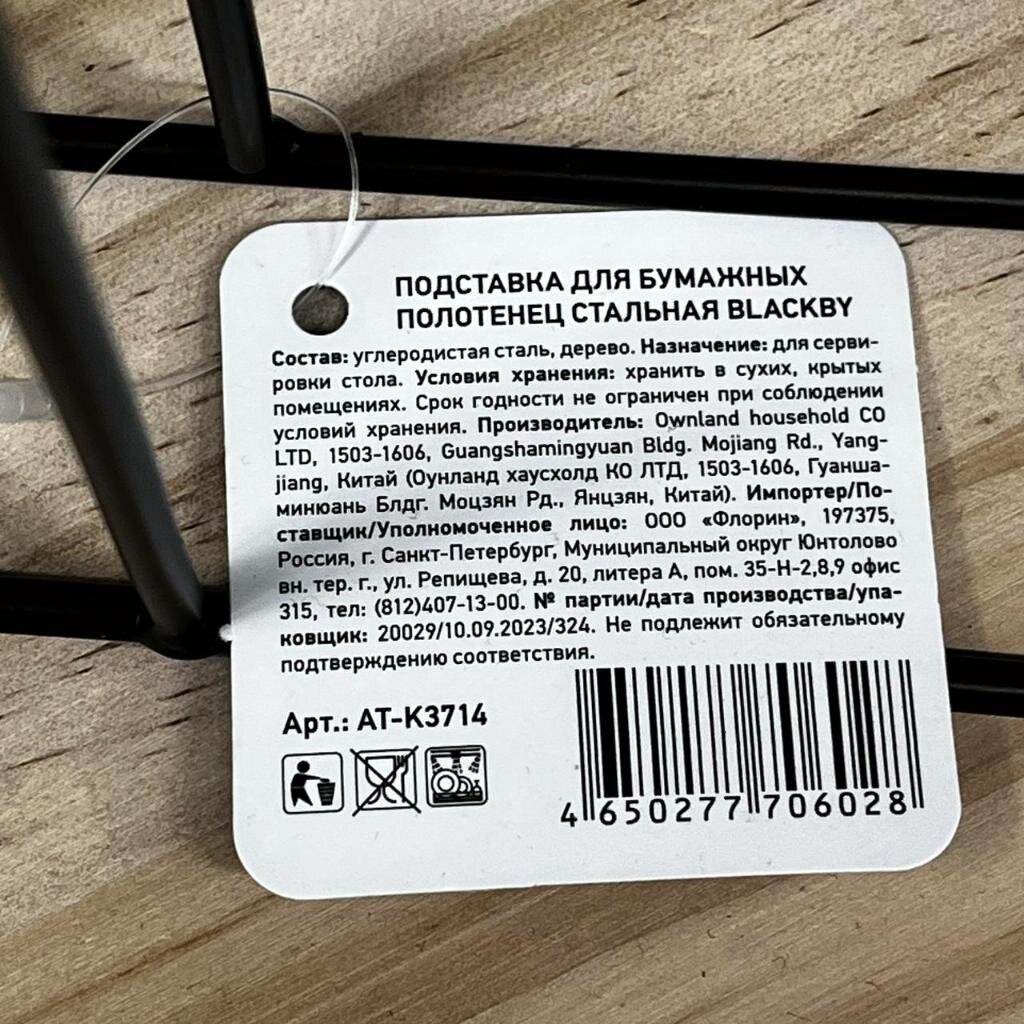 ПОДСТАВКА ДЛЯ БУМАЖНЫХ
ПОЛОТЕНЕЦ СТАЛЬНАЯ BLACKBY
Состав: углеродистая сталь, дерево. Назначение: для серви-
ровки стола. Условия хранения: хранить в сухих, крытых
помещениях. Срок годности не ограничен при соблюдении
условий хранения. Производитель: Ownland household CO
LTD, 1503-1606, Guangshamingyuan Bldg. Mojiang Rd., Yang-
jiang, Китай (Оунланд хаусхолд КО ЛТД, 1503-1606, Гуанша-
минюань Блдг. Моцзян Рд., Янцзян, Китай). Импортер/По-
ставщик/Уполномоченное лицо: ООО «Флорин», 197375,
Россия, г. Санкт-Петербург, Муниципальный округ Юнтолово
вн. тер. г., ул. Репищева, д. 20, литера А, пом. 35-Н-2,8,9 офис
315, тел: (812)407-13-00. № партии/дата производства/упа-
ковщик: 20029/10.09.2023/324. Не подлежит обязательному
подтверждению соответствия.
Арт.: AT-K3714
4 650277 706028